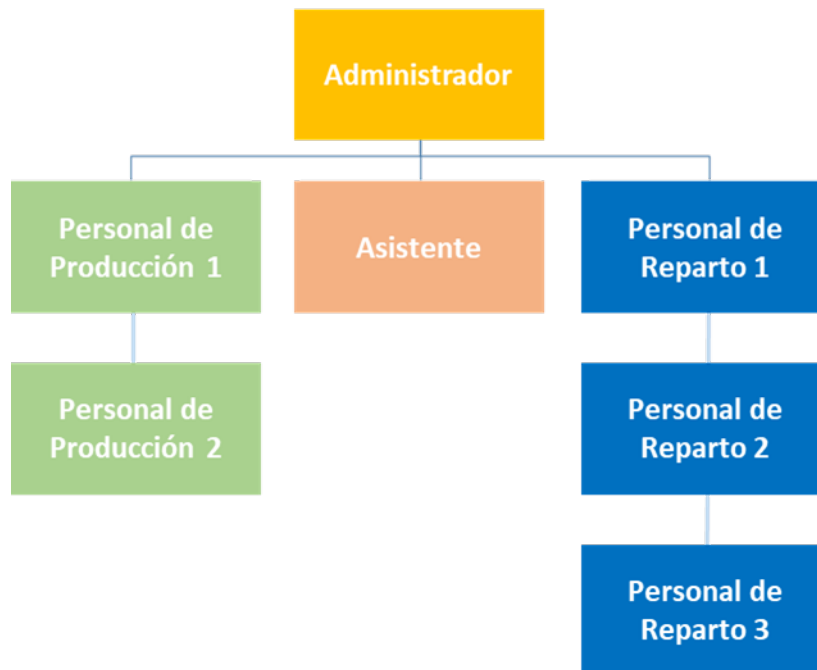 Administrador
Personal de
Producción 1
Asistente
Personal de
Reparto 1
Personal de
Producción 2
Personal de
Reparto 2
Personal de
Reparto 3